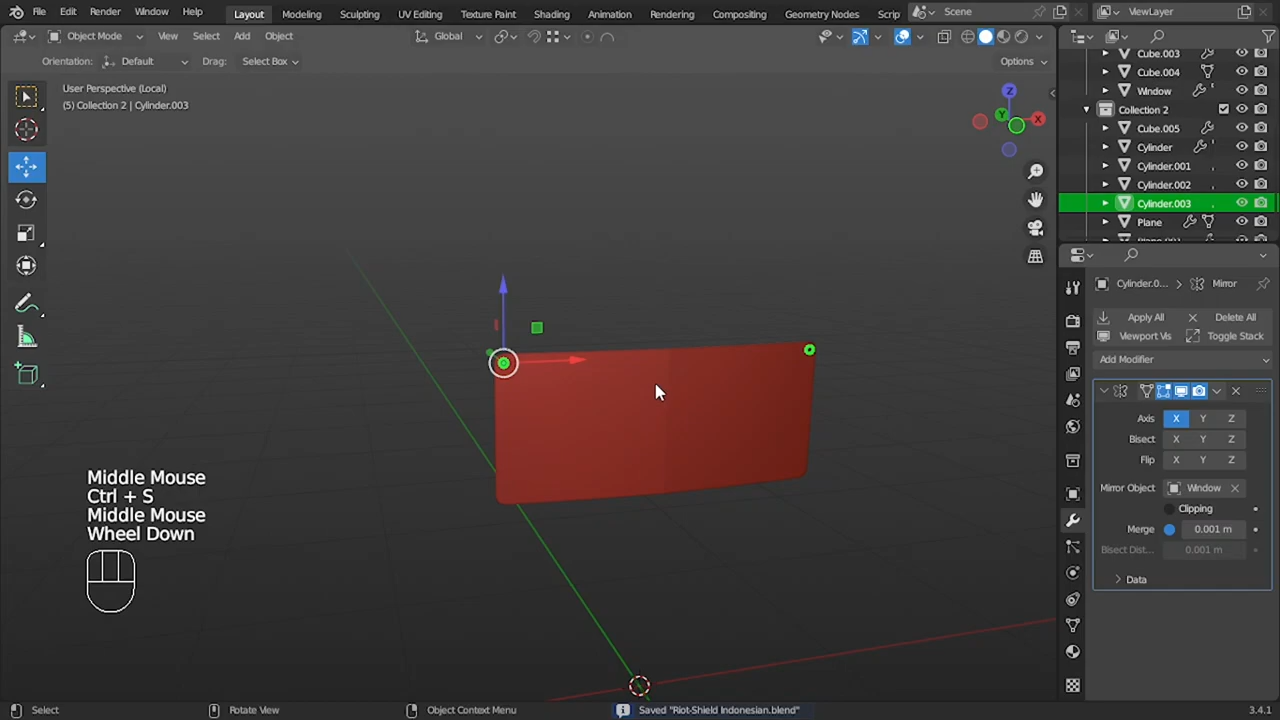 File Edit Render Window Help Layout Modeling Sculpting UV Editing Texture Paint Shading Animation Rendering Compositing Geometry Nodes Scrip Scene ViewLayer
Object Mode View Select Add Object Global
Orientation: Default Drag: Select Box Options
User Perspective (Local)
(5) Collection 2 | Cylinder.003
Z
Y
X
Cube.003
Cube.004
Window
Collection 2
Cube.005
Cylinder
Cylinder.001
Cylinder.002
Cylinder.003
Plane
Cylinder.0... > Mirror
Apply All Delete All
Viewport Vis Toggle Stack
Add Modifier
Axis X Y Z
Bisect X Y Z
Flip X Y Z
Mirror Object Window
Clipping
Merge 0.001 m
Bisect Dist... 0.001 m
Data
Middle Mouse
Ctrl + S
Middle Mouse
Wheel Down
Select Rotate View Object Context Menu Saved "Riot-Shield Indonesian.blend" 3.4.1